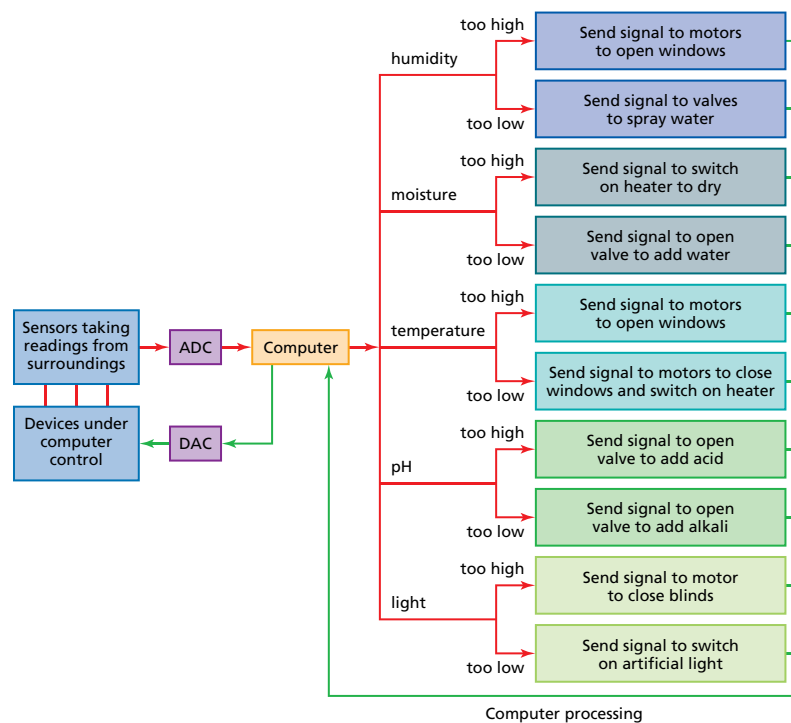 too high
Send signal to motors
to open windows
humidity
Send signal to valves
to spray water
too low
too high
Send signal to switch
on heater to dry
moisture
Send signal to open
valve to add water
too low
too high
Send signal to motors
to open windows
temperature
Send signal to motors to close
windows and switch on heater
too low
Sensors taking
readings from
surroundings
ADC
Computer
Devices under
computer
control
DAC
too high
Send signal to open
valve to add acid
pH
Send signal to open
valve to add alkali
too low
too high
Send signal to motor
to close blinds
light
Send signal to switch
on artificial light
too low
Computer processing